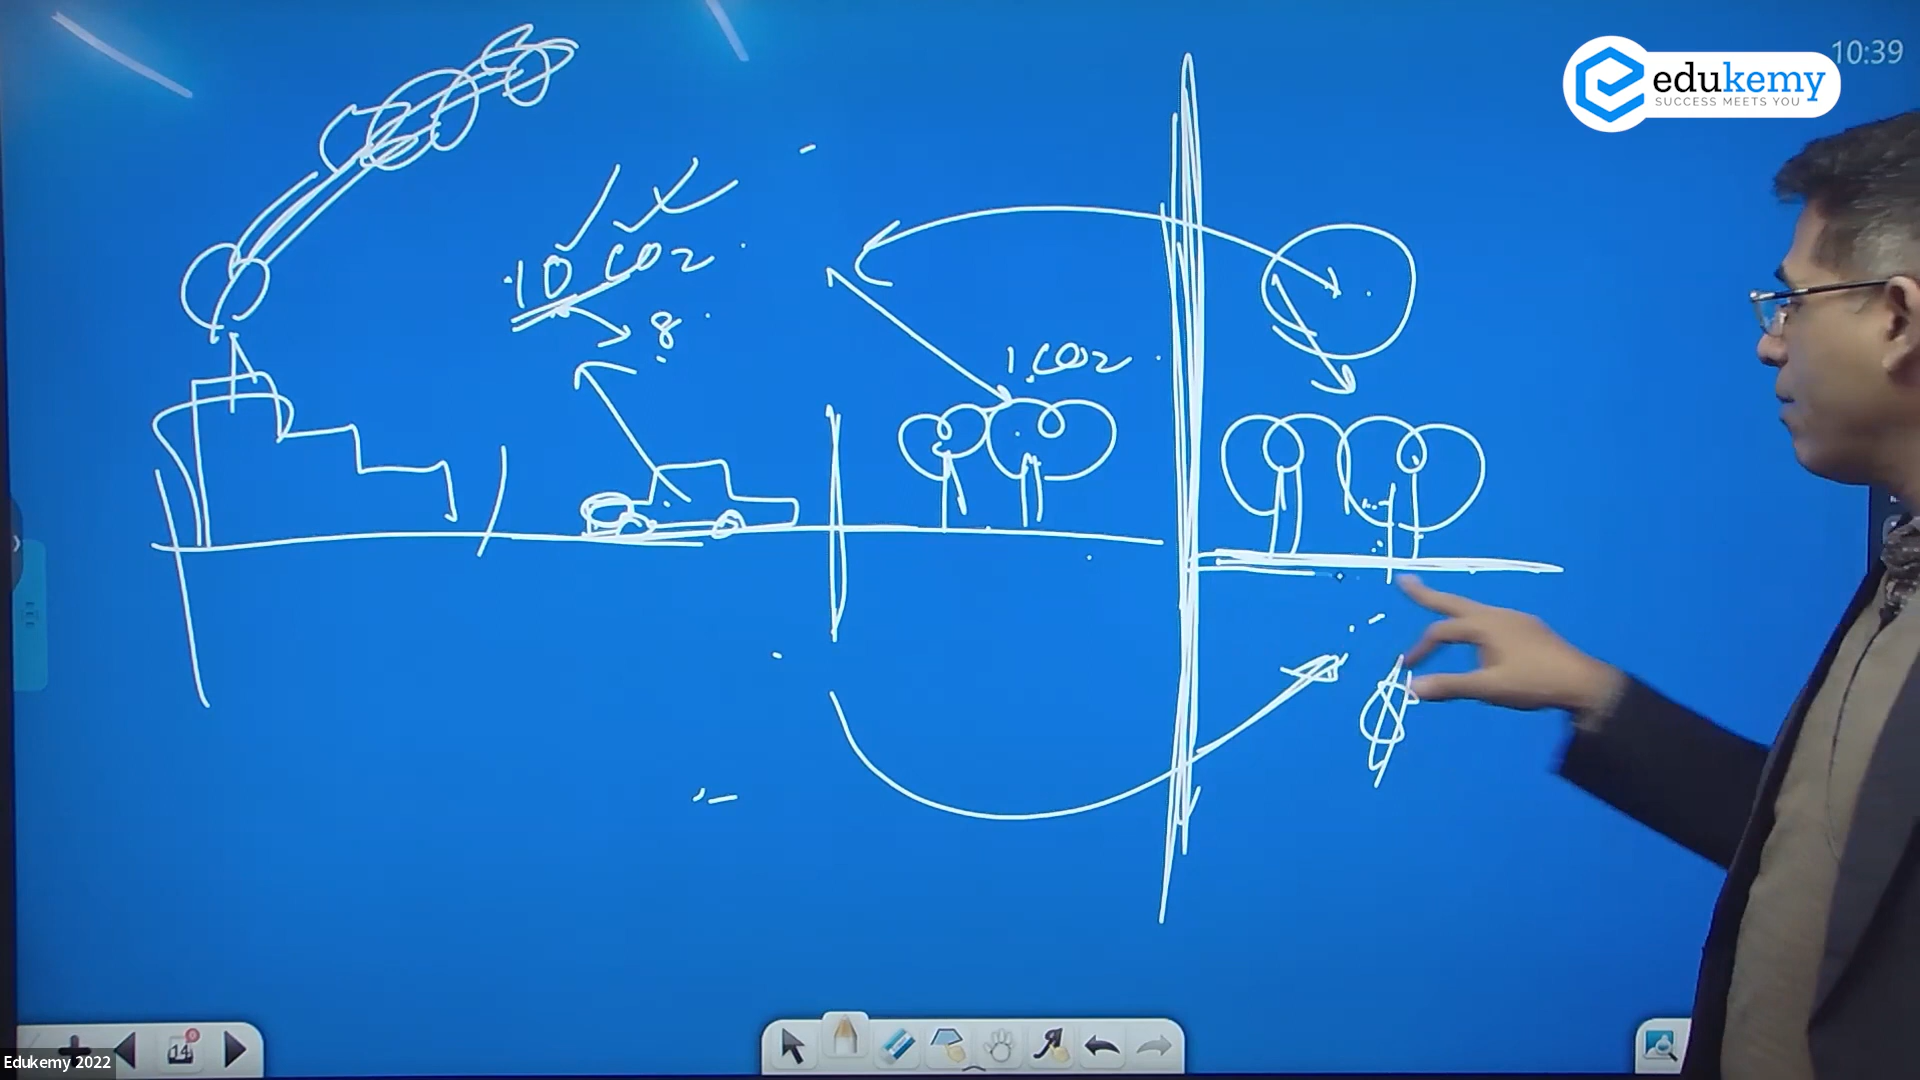 10:39
edukemy
SUCCESS MEETS YOU
10 CO2
8
1 CO2
$
14
Edukemy 2022